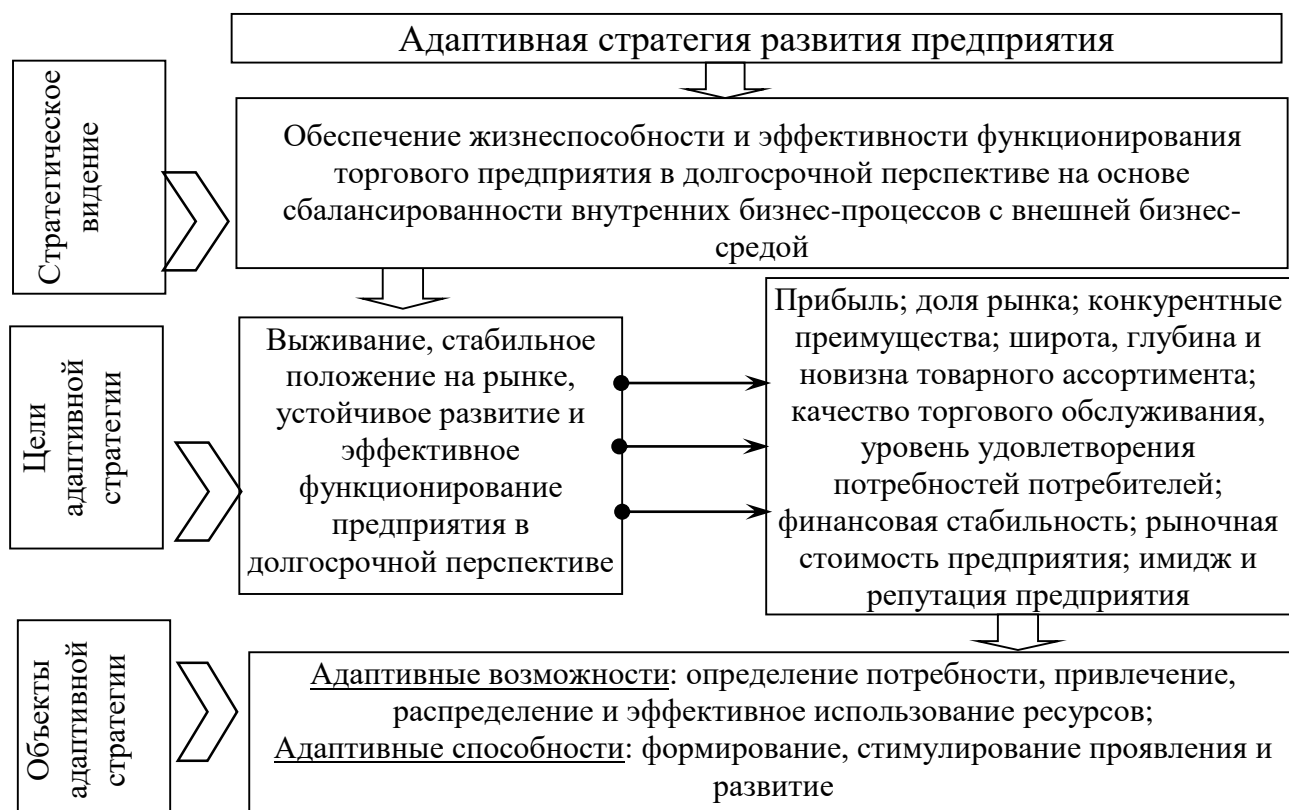 Адаптивная стратегия развития предприятия
Стратегическое
видение
Обеспечение жизнеспособности и эффективности функционирования
торгового предприятия в долгосрочной перспективе на основе
сбалансированности внутренних бизнес-процессов с внешней бизнес-
средой
Цели
адаптивной
стратегии
Выживание, стабильное
положение на рынке,
устойчивое развитие и
эффективное
функционирование
предприятия в
долгосрочной перспективе
Прибыль; доля рынка; конкурентные
преимущества; широта, глубина и
новизна товарного ассортимента;
качество торгового обслуживания,
уровень удовлетворения
потребностей потребителей;
финансовая стабильность; рыночная
стоимость предприятия; имидж и
репутация предприятия
Объекты
адаптивной
стратегии
Адаптивные возможности: определение потребности, привлечение,
распределение и эффективное использование ресурсов;
Адаптивные способности: формирование, стимулирование проявления и
развитие